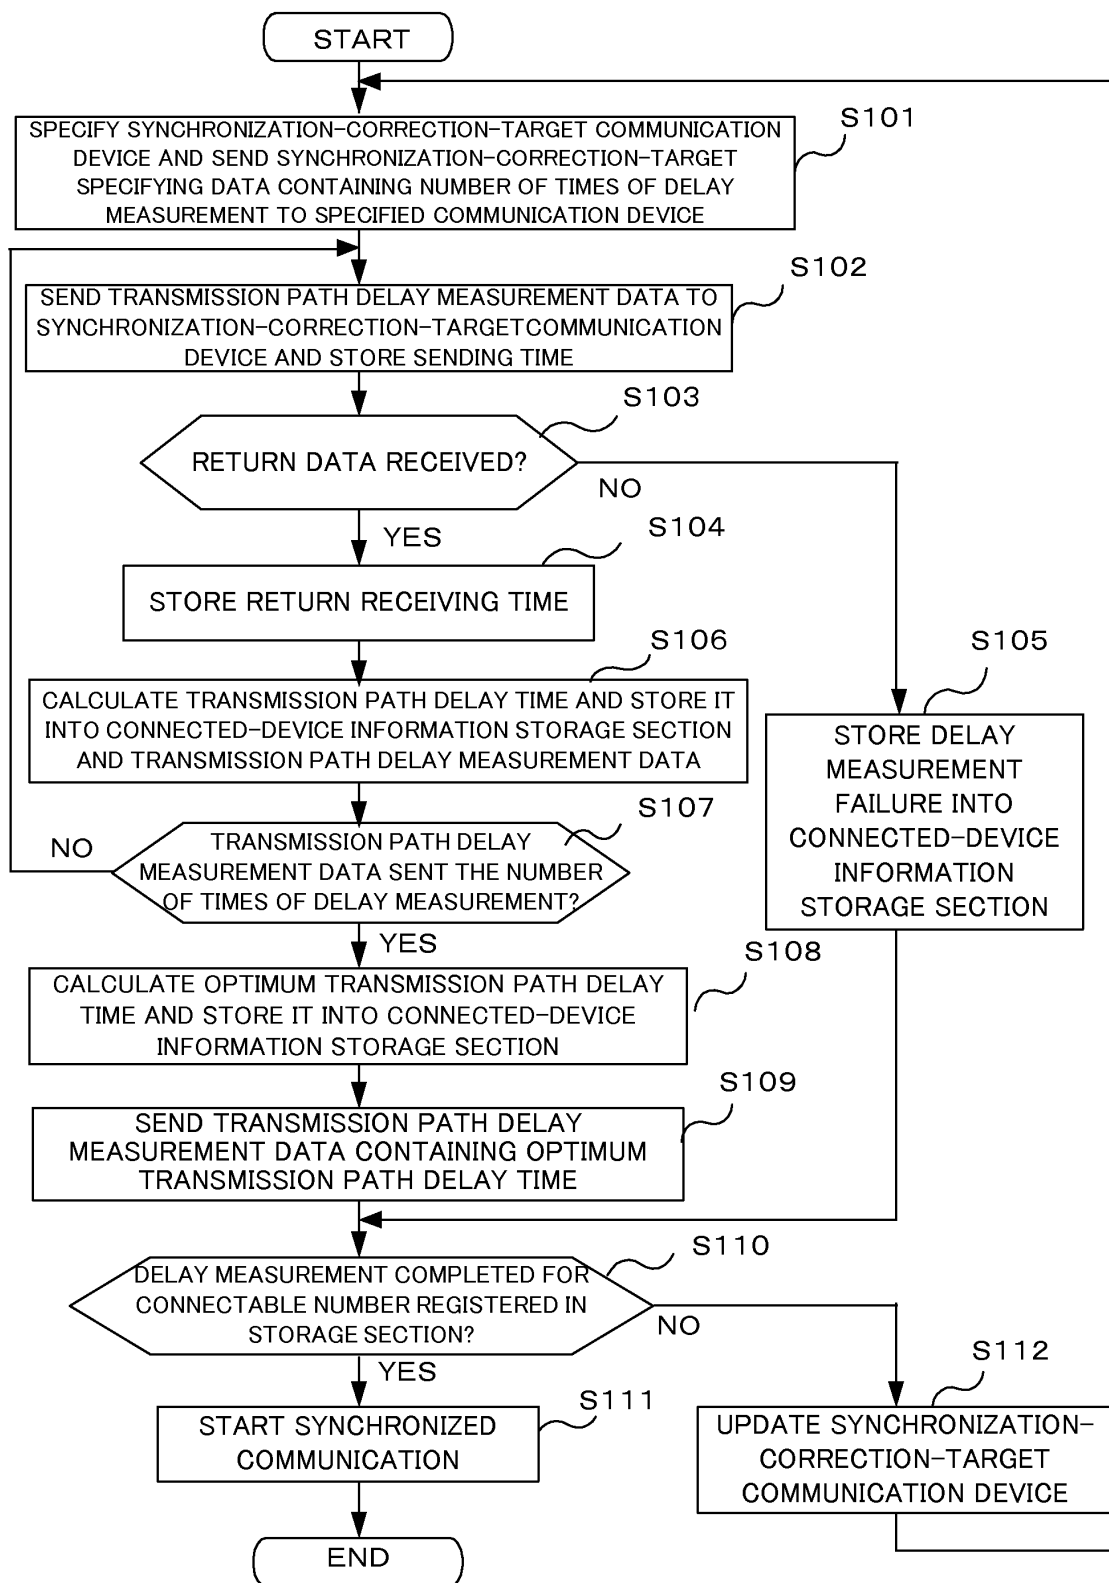 START
S101
SPECIFY SYNCHRONIZATION-CORRECTION-TARGET COMMUNICATION
DEVICE AND SEND SYNCHRONIZATION-CORRECTION-TARGET
SPECIFYING DATA CONTAINING NUMBER OF TIMES OF DELAY
MEASUREMENT TO SPECIFIED COMMUNICATION DEVICE
S102
SEND TRANSMISSION PATH DELAY MEASUREMENT DATA TO
SYNCHRONIZATION-CORRECTION-TARGET COMMUNICATION
DEVICE AND STORE SENDING TIME
S103
RETURN DATA RECEIVED?
NO
YES
S104
STORE RETURN RECEIVING TIME
S106
CALCULATE TRANSMISSION PATH DELAY TIME AND STORE IT
INTO CONNECTED-DEVICE INFORMATION STORAGE SECTION
AND TRANSMISSION PATH DELAY MEASUREMENT DATA
S105
STORE DELAY
MEASUREMENT
FAILURE INTO
CONNECTED-DEVICE
INFORMATION
STORAGE SECTION
S107
TRANSMISSION PATH DELAY
MEASUREMENT DATA SENT THE NUMBER
OF TIMES OF DELAY MEASUREMENT?
NO
YES
S108
CALCULATE OPTIMUM TRANSMISSION PATH DELAY
TIME AND STORE IT INTO CONNECTED-DEVICE
INFORMATION STORAGE SECTION
S109
SEND TRANSMISSION PATH DELAY
MEASUREMENT DATA CONTAINING OPTIMUM
TRANSMISSION PATH DELAY TIME
S110
DELAY MEASUREMENT COMPLETED FOR
CONNECTABLE NUMBER REGISTERED IN
STORAGE SECTION?
NO
YES
S111
START SYNCHRONIZED
COMMUNICATION
S112
UPDATE SYNCHRONIZATION-
CORRECTION-TARGET
COMMUNICATION DEVICE
END